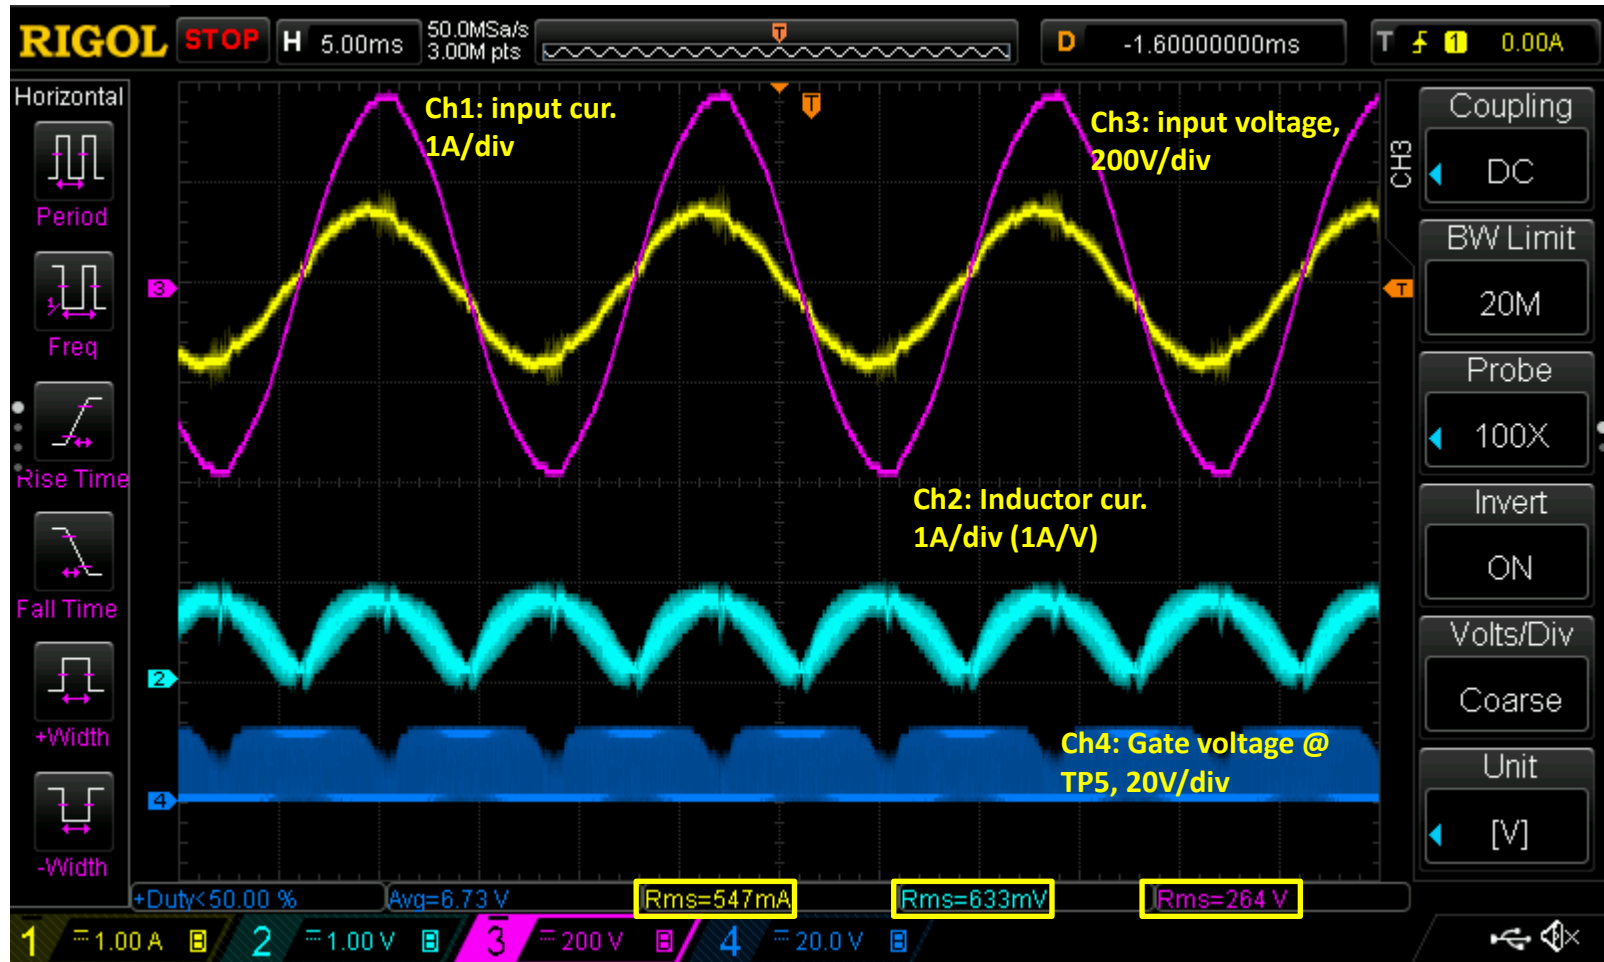 RIGOL STOP H 5.00ms 50.0MSa/s
3.00M pts
T
D -1.60000000ms T 1 0.00A
Horizontal
Period
Freq
Rise Time
Fall Time
+Width
-Width
Ch1: input cur.
1A/div
T
Ch3: input voltage,
200V/div
3
T
Ch2: Inductor cur.
1A/div (1A/V)
2
Ch4: Gate voltage @
TP5, 20V/div
4
CH3
Coupling
DC
BW Limit
20M
Probe
100X
Invert
ON
Volts/Div
Coarse
Unit
[V]
+Duty<50.00 % Avg=6.73 V Rms=547mA Rms=633mV Rms=264 V
1 1.00 A B 2 1.00 V B 3 200 V B 4 20.0 V B